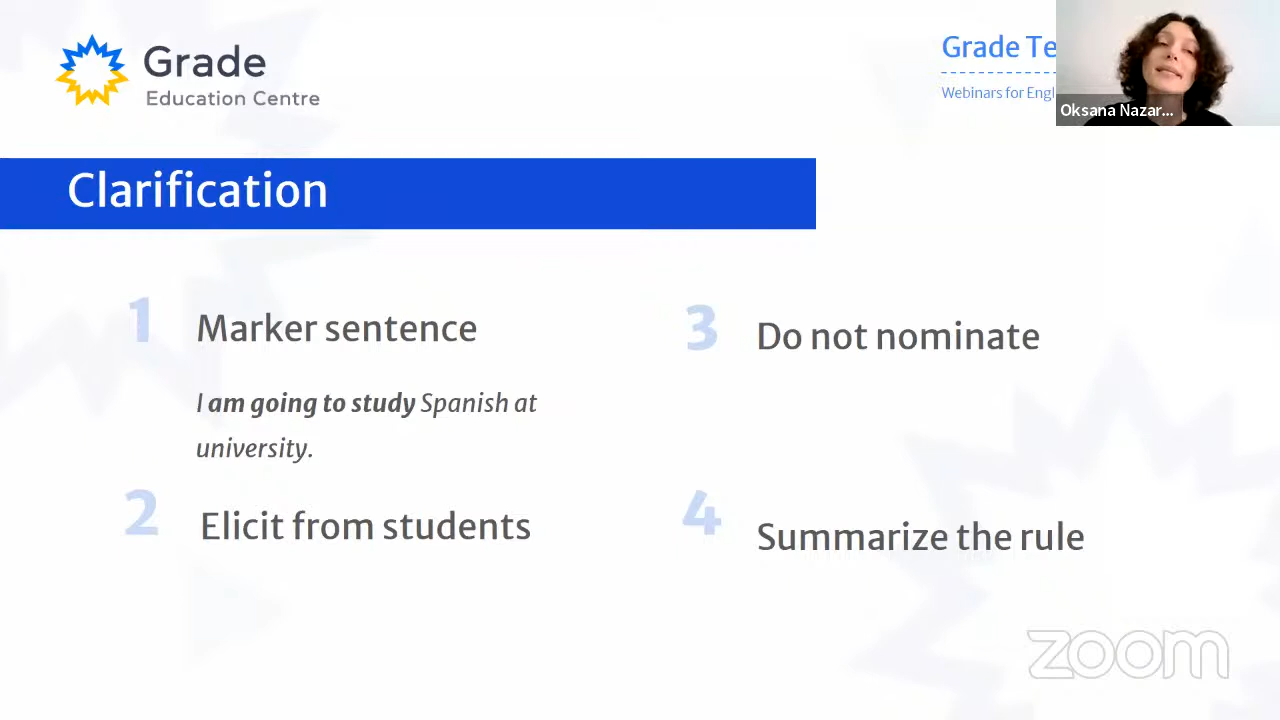 Grade
Education Centre
Grade Te
Webinars for Engl
Oksana Nazar...
Clarification
1 Marker sentence
I am going to study Spanish at
university.
2 Elicit from students
3 Do not nominate
4 Summarize the rule
zoom